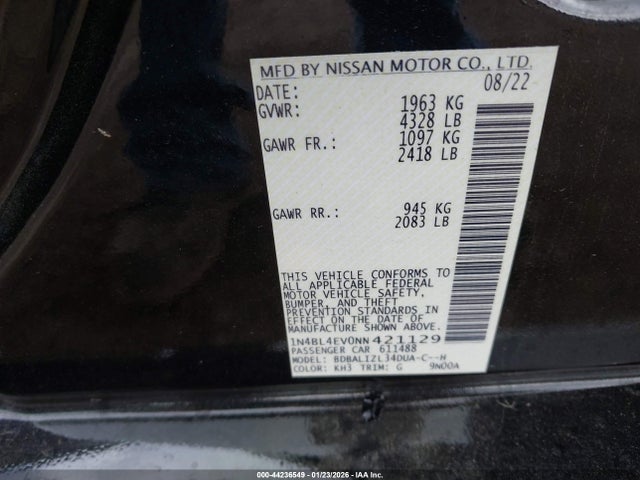 MFD BY NISSAN MOTOR CO., LTD.
DATE: 08/22
GVWR: 1963 KG
4328 LB
GAWR FR.: 1097 KG
2418 LB
GAWR RR.: 945 KG
2083 LB
THIS VEHICLE CONFORMS TO
ALL APPLICABLE FEDERAL
MOTOR VEHICLE SAFETY,
BUMPER, AND THEFT
PREVENTION STANDARDS IN
EFFECT ON THE DATE OF
MANUFACTURE SHOWN ABOVE.
1N4BL4EV0NN421129
PASSENGER CAR 611488
MODEL: BDBALIZL34DUA-C--H
COLOR: KH3 TRIM: G 9N00A
000-44236549 - 01/23/2026 - IAAI.COM